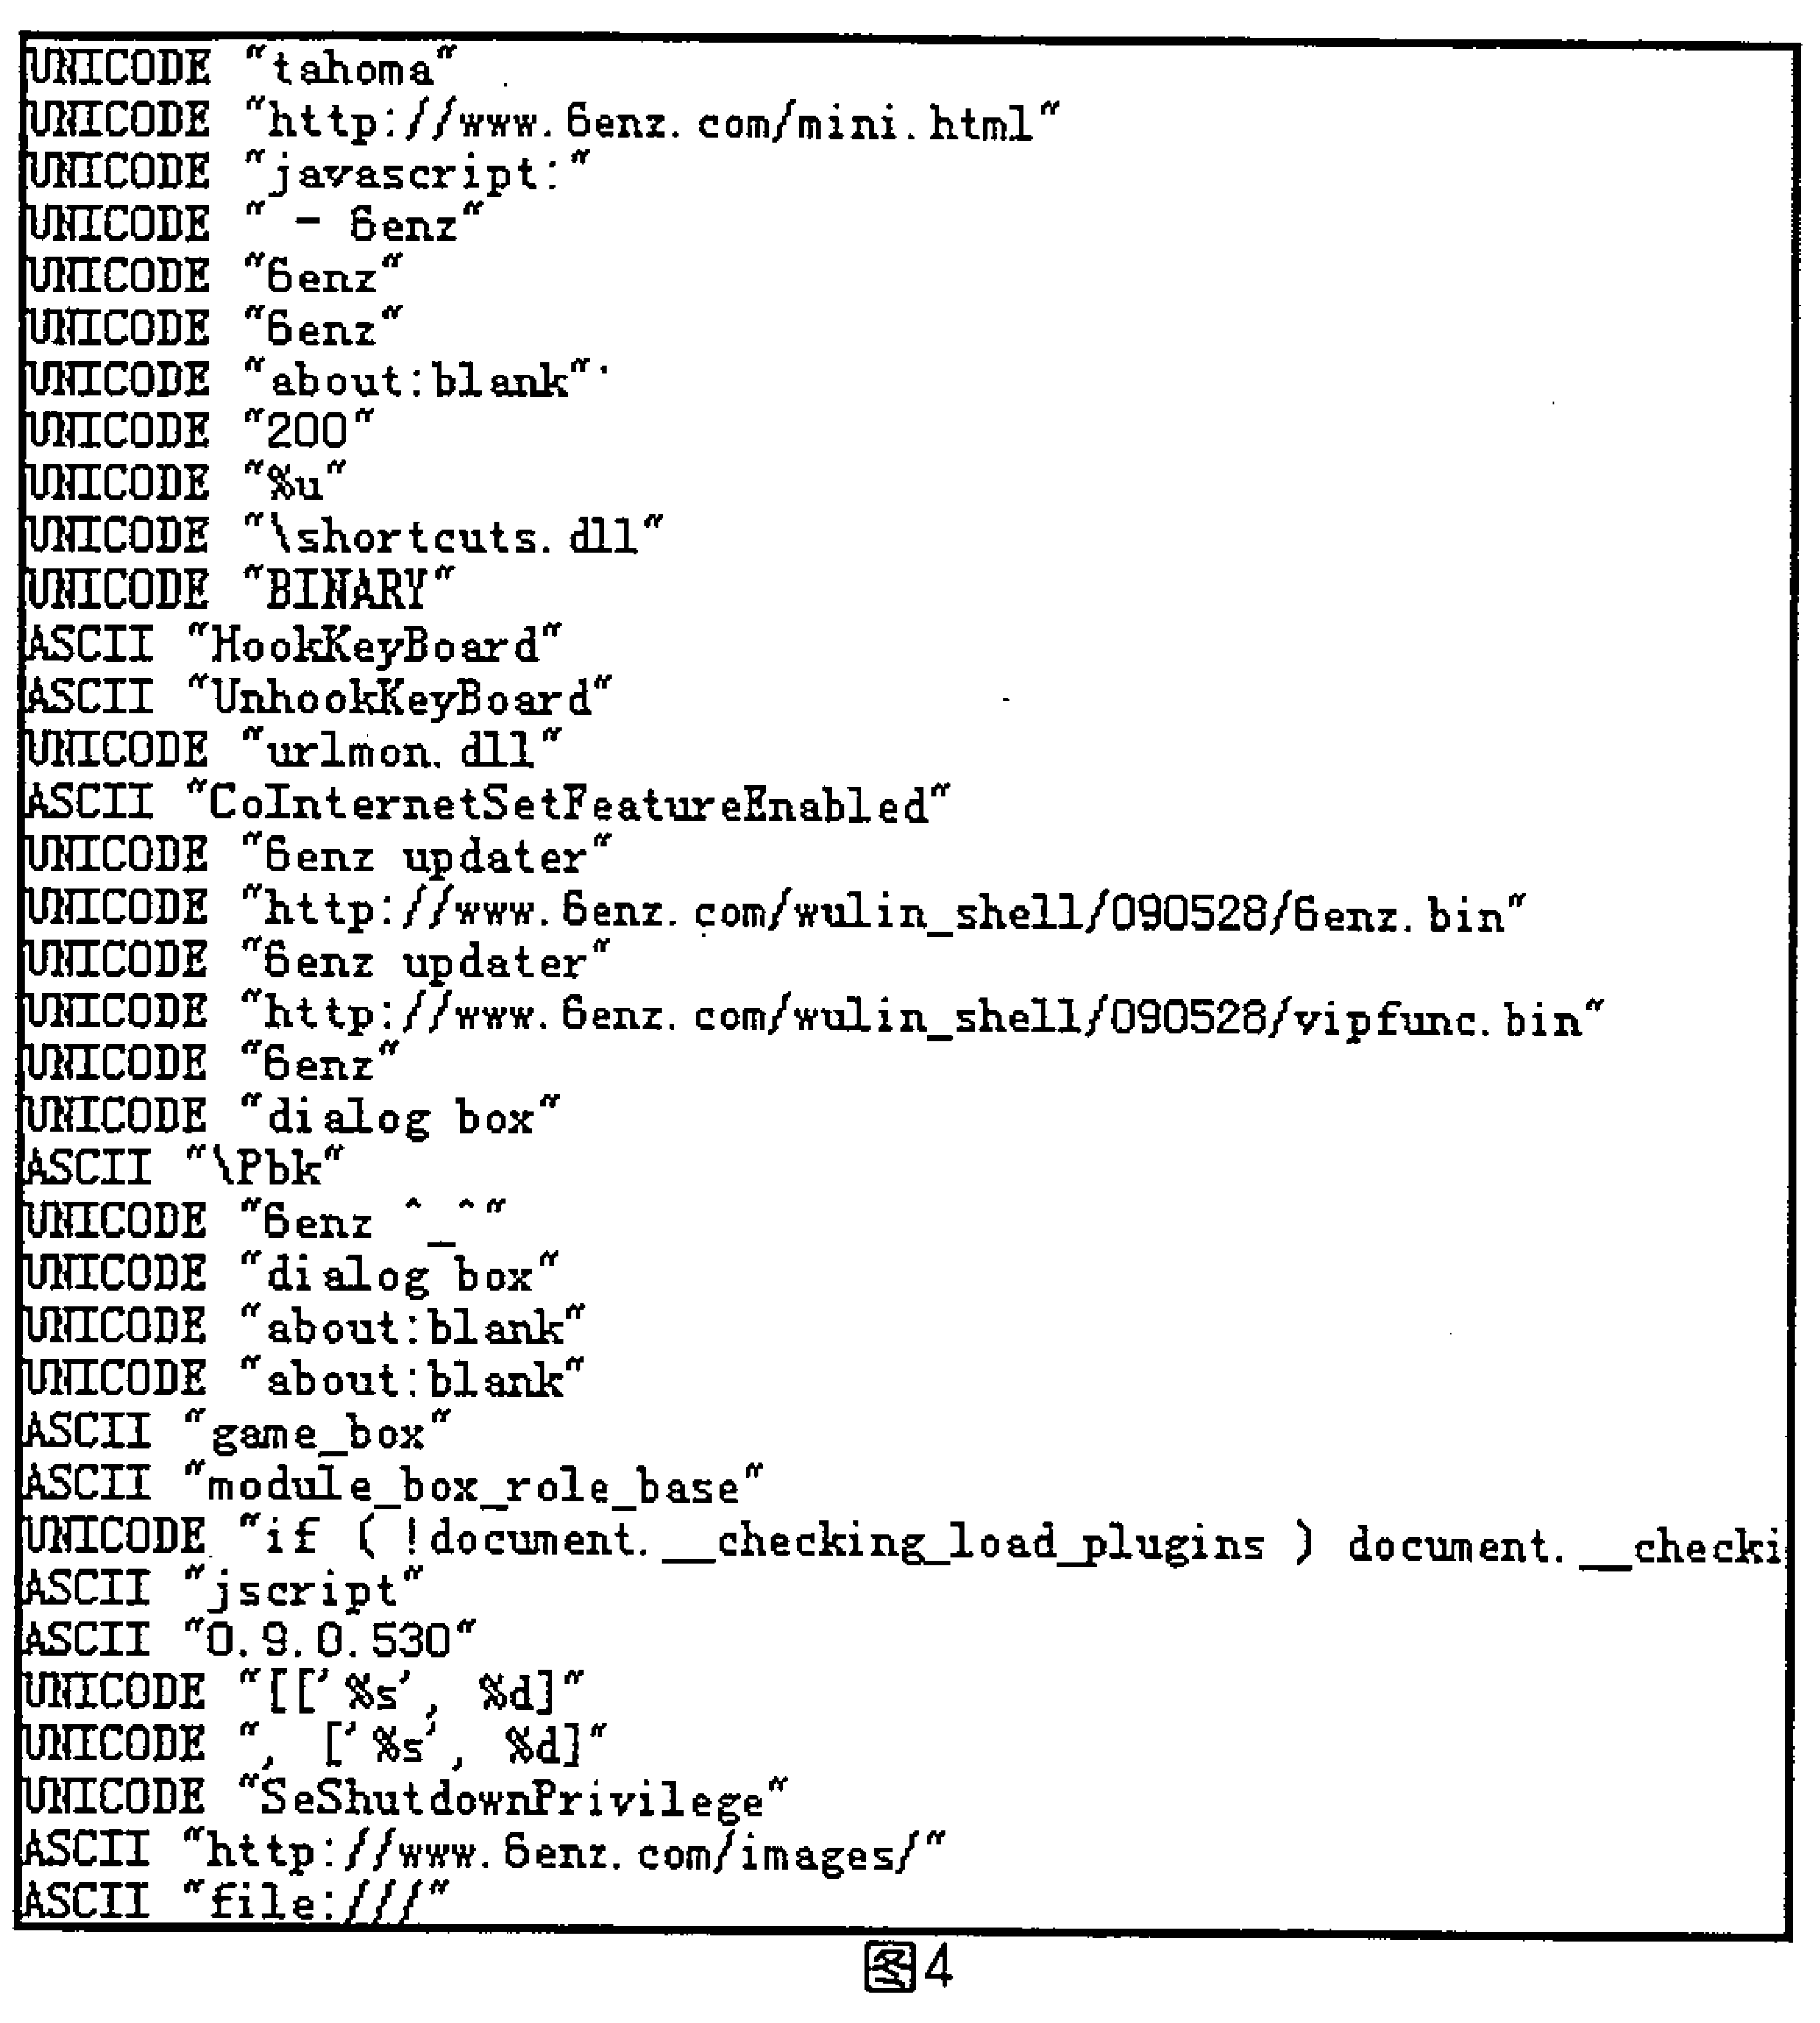 UNICODE "tahoma"
UNICODE "http://www.6enz.com/mini.html"
UNICODE "javascript:"
UNICODE " - 6enz"
UNICODE "6enz"
UNICODE "6enz"
UNICODE "about:blank"
UNICODE "200"
UNICODE "%u"
UNICODE "\shortcuts.dll"
UNICODE "BINARY"
ASCII "HookKeyBoard"
ASCII "UnhookKeyBoard"
UNICODE "urlmon.dll"
ASCII "CoInternetSetFeatureEnabled"
UNICODE "6enz updater"
UNICODE "http://www.6enz.com/wulin_shell/090528/6enz.bin"
UNICODE "6enz updater"
UNICODE "http://www.6enz.com/wulin_shell/090528/vipfunc.bin"
UNICODE "6enz"
UNICODE "dialog box"
ASCII "\Pbk"
UNICODE "6enz ^_^"
UNICODE "dialog box"
UNICODE "about:blank"
UNICODE "about:blank"
ASCII "game_box"
ASCII "module_box_role_base"
UNICODE "if ( !document.__checking_load_plugins ) document.__checki
ASCII "jscript"
ASCII "0.9.0.530"
UNICODE "[['%s', %d]"
UNICODE ", ['%s', %d]"
UNICODE "SeShutdownPrivilege"
ASCII "http://www.6enz.com/images/"
ASCII "file:///"
图4